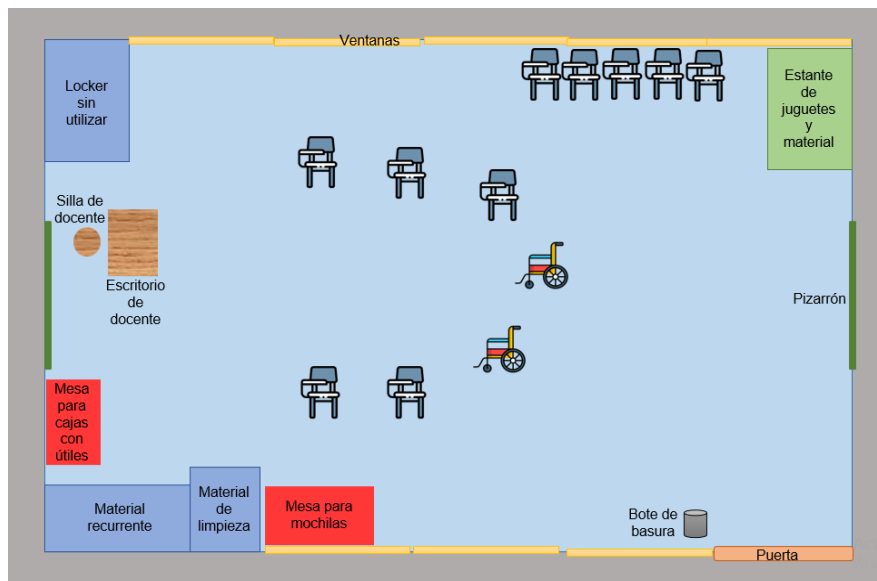 Ventanas
Locker
sin
utilizar
Estante
de
juguetes
y
material
Silla de
docente
Escritorio
de
docente
Pizarrón
Mesa
para
cajas
con
útiles
Material
recurrente
Material
de
limpieza
Mesa para
mochilas
Bote de
basura
Puerta